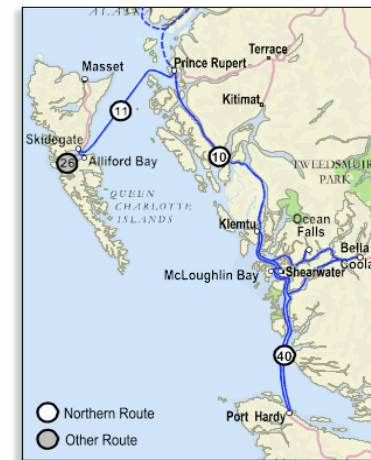 ALASKA
Masset
Prince Rupert
Terrace
11
Kitimat
Skidegate
26
Alliford Bay
10
TWEEDSMUIR
PARK
QUEEN
CHARLOTTE
ISLANDS
Klemtu
Ocean
Falls
Bella
Coola
McLoughlin Bay
Shearwater
40
Northern Route
Port Hardy
Other Route